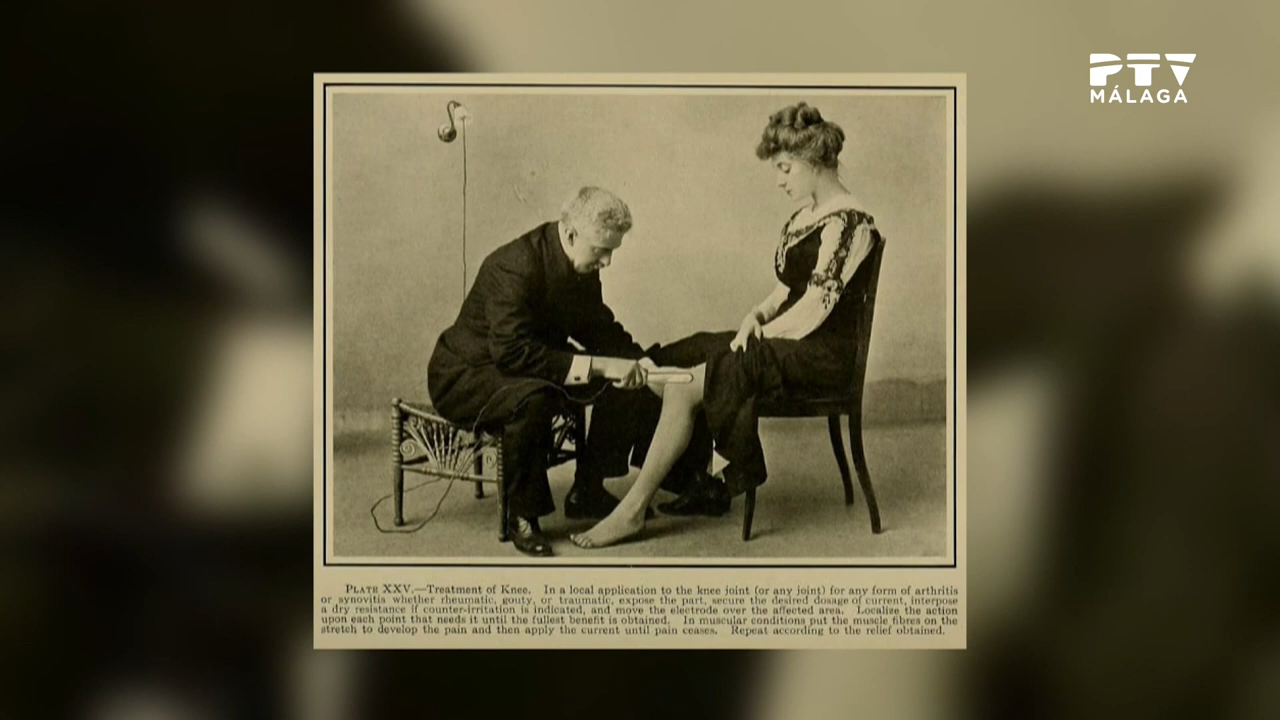 PTV
MÁLAGA
PLATE XXV.—Treatment of Knee. In a local application to the knee joint (or any joint) for any form of arthritis
or synovitis whether rheumatic, gouty, or traumatic, expose the part, secure the desired dosage of current, interpose
a dry resistance if counter-irritation is indicated, and move the electrode over the affected area. Localize the action
upon each point that needs it until the fullest benefit is obtained. In muscular conditions put the muscle fibres on the
stretch to develop the pain and then apply the current until pain ceases. Repeat according to the relief obtained.